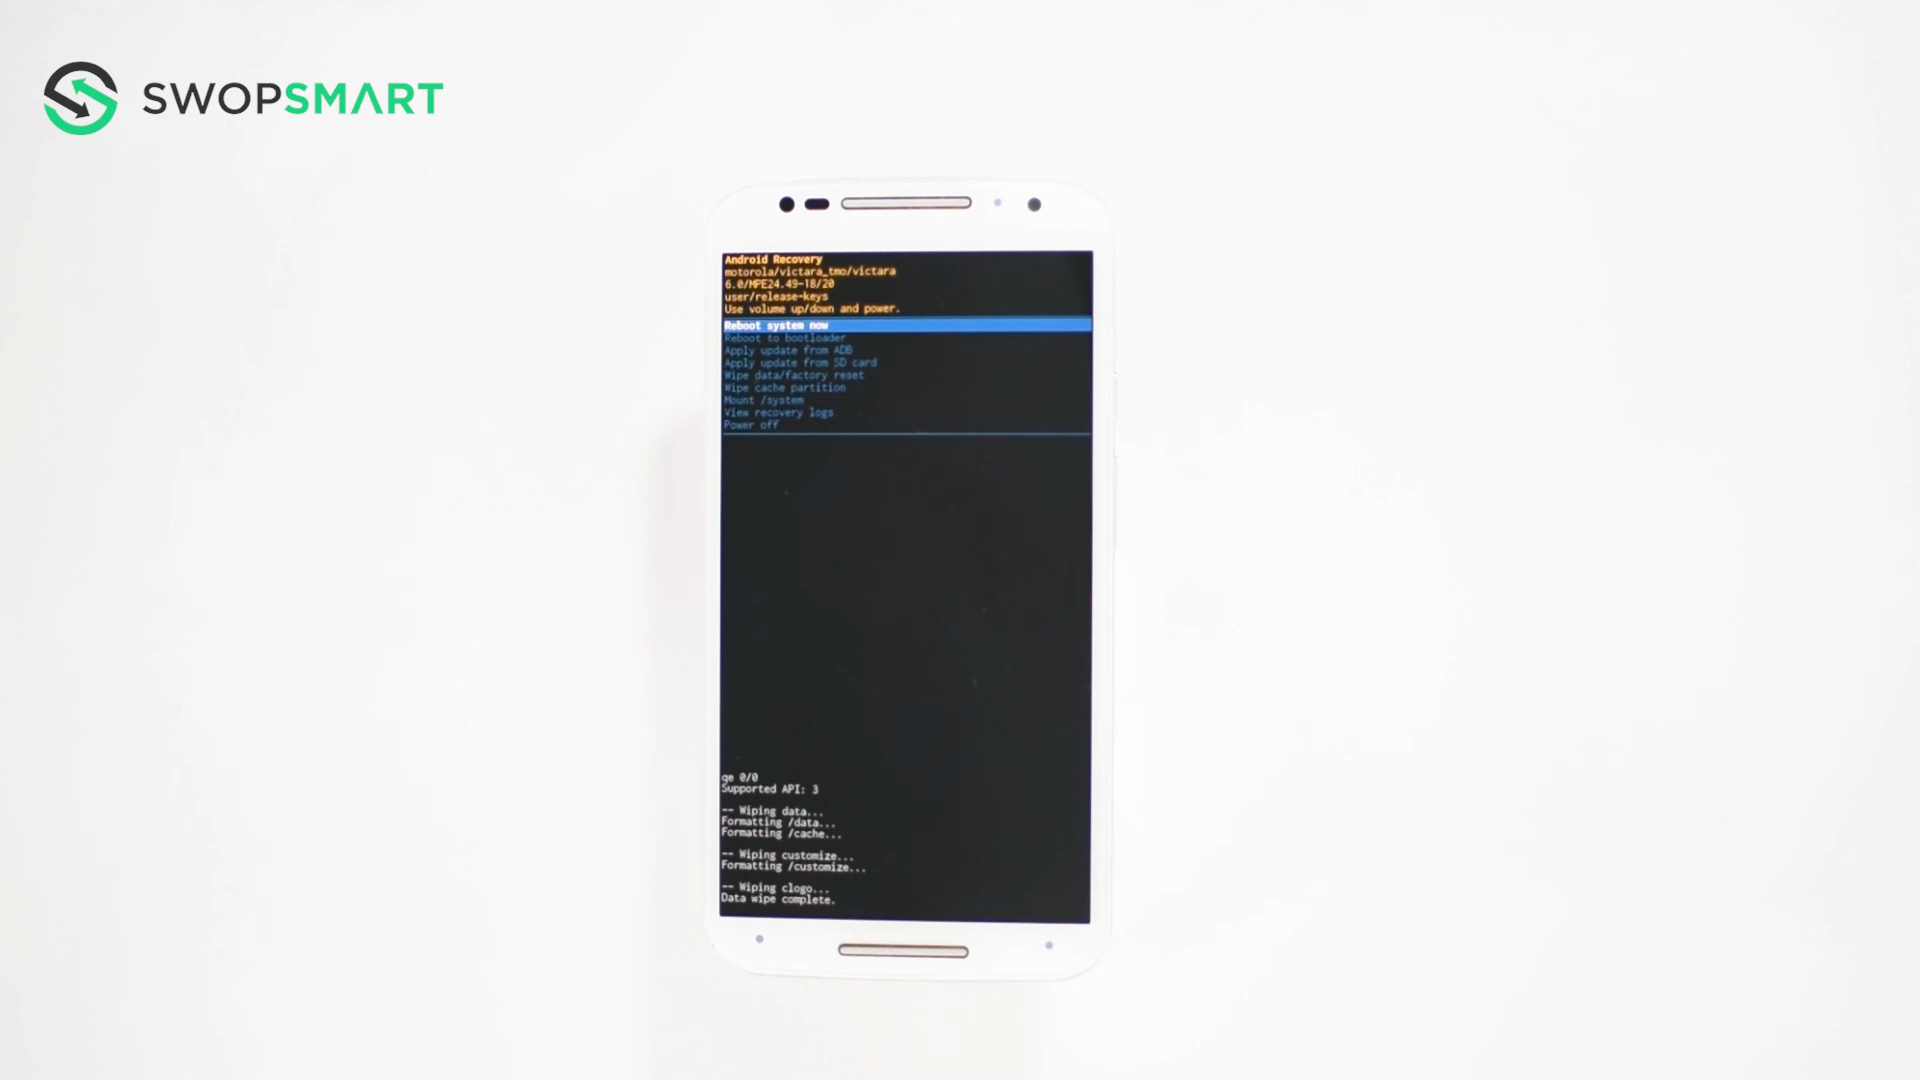 SWOPSMART
Android Recovery
motorola/victara_tmo/victara
6.0/MPE24.49-18/20
user/release-keys
Use volume up/down and power.
Reboot system now
Reboot to bootloader
Apply update from ADB
Apply update from SD card
Wipe data/factory reset
Wipe cache partition
Mount /system
View recovery logs
Power off
ge 0/0
Supported API: 3
-- Wiping data...
Formatting /data...
Formatting /cache...
-- Wiping customize...
Formatting /customize...
-- Wiping clogo...
Data wipe complete.